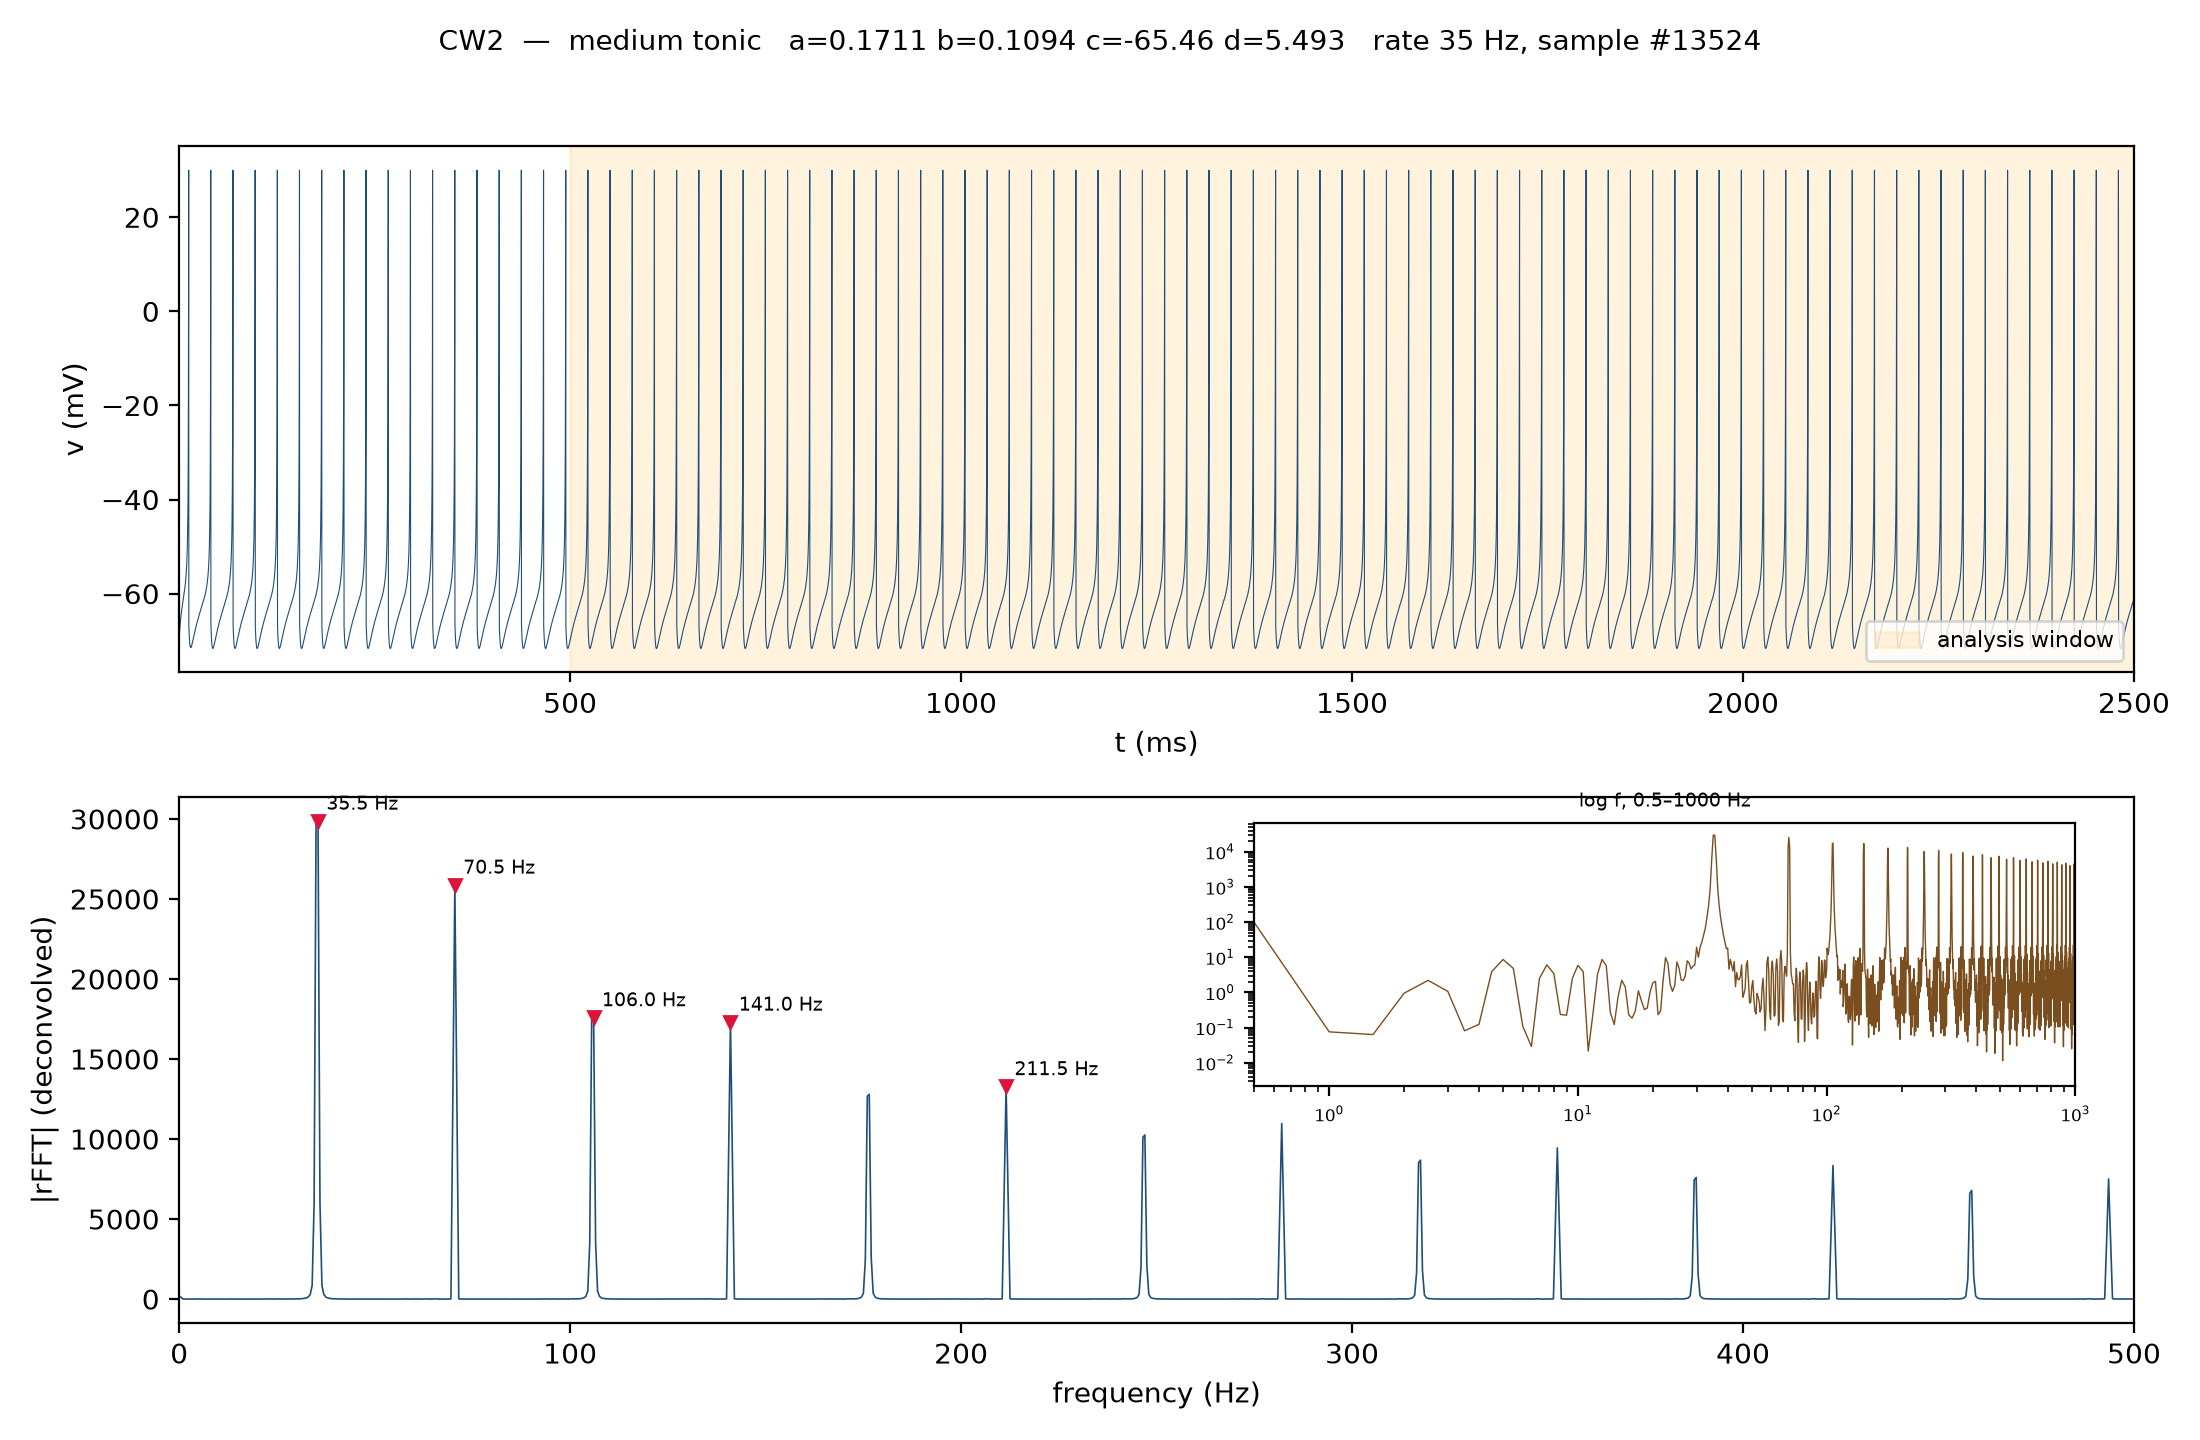 CW2 — medium tonic a=0.1711 b=0.1094 c=-65.46 d=5.493 rate 35 Hz, sample #13524
v (mV)
20
0
−20
−40
−60
analysis window
500
1000
1500
2000
2500
t (ms)
|rFFT| (deconvolved)
30000
25000
20000
15000
10000
5000
0
35.5 Hz
70.5 Hz
106.0 Hz
141.0 Hz
211.5 Hz
log f, 0.5–1000 Hz
10⁴
10³
10²
10¹
10⁰
10⁻¹
10⁻²
10⁰
10¹
10²
10³
0
100
200
300
400
500
frequency (Hz)